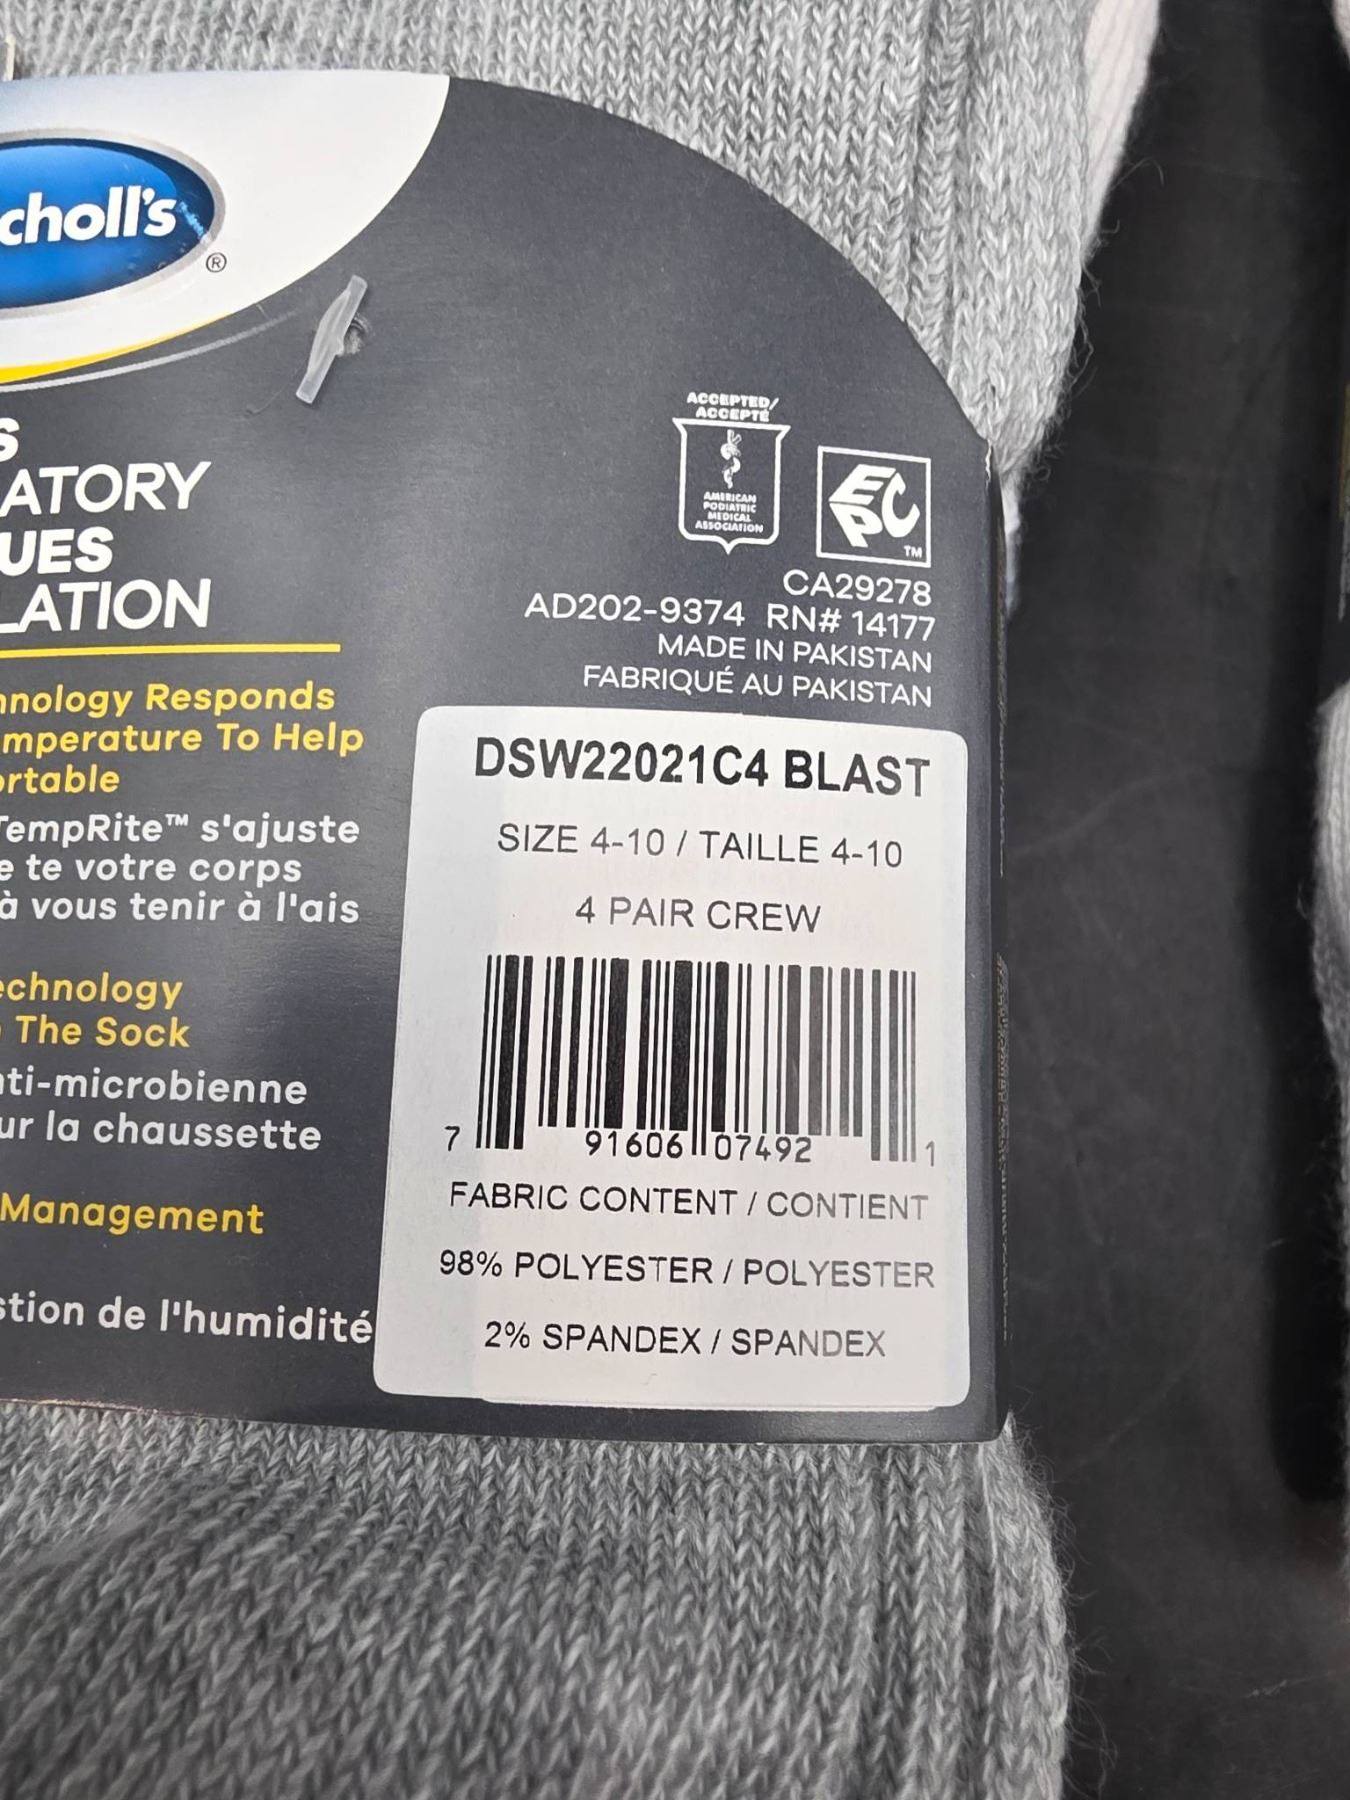 choll's
®
S
ATORY
UES
LATION
nnology Responds
mperature To Help
ortable
TempRite™ s'ajuste
e te votre corps
à vous tenir à l'ais
echnology
The Sock
nti-microbienne
ur la chaussette
Management
stion de l'humidité
ACCEPTED/
ACCEPTÉ
AMERICAN
PODIATRIC
MEDICAL
ASSOCIATION
EC
PC
TM
CA29278
AD202-9374 RN# 14177
MADE IN PAKISTAN
FABRIQUÉ AU PAKISTAN
DSW22021C4 BLAST
SIZE 4-10 / TAILLE 4-10
4 PAIR CREW
7 91606 07492 1
FABRIC CONTENT / CONTIENT
98% POLYESTER / POLYESTER
2% SPANDEX / SPANDEX